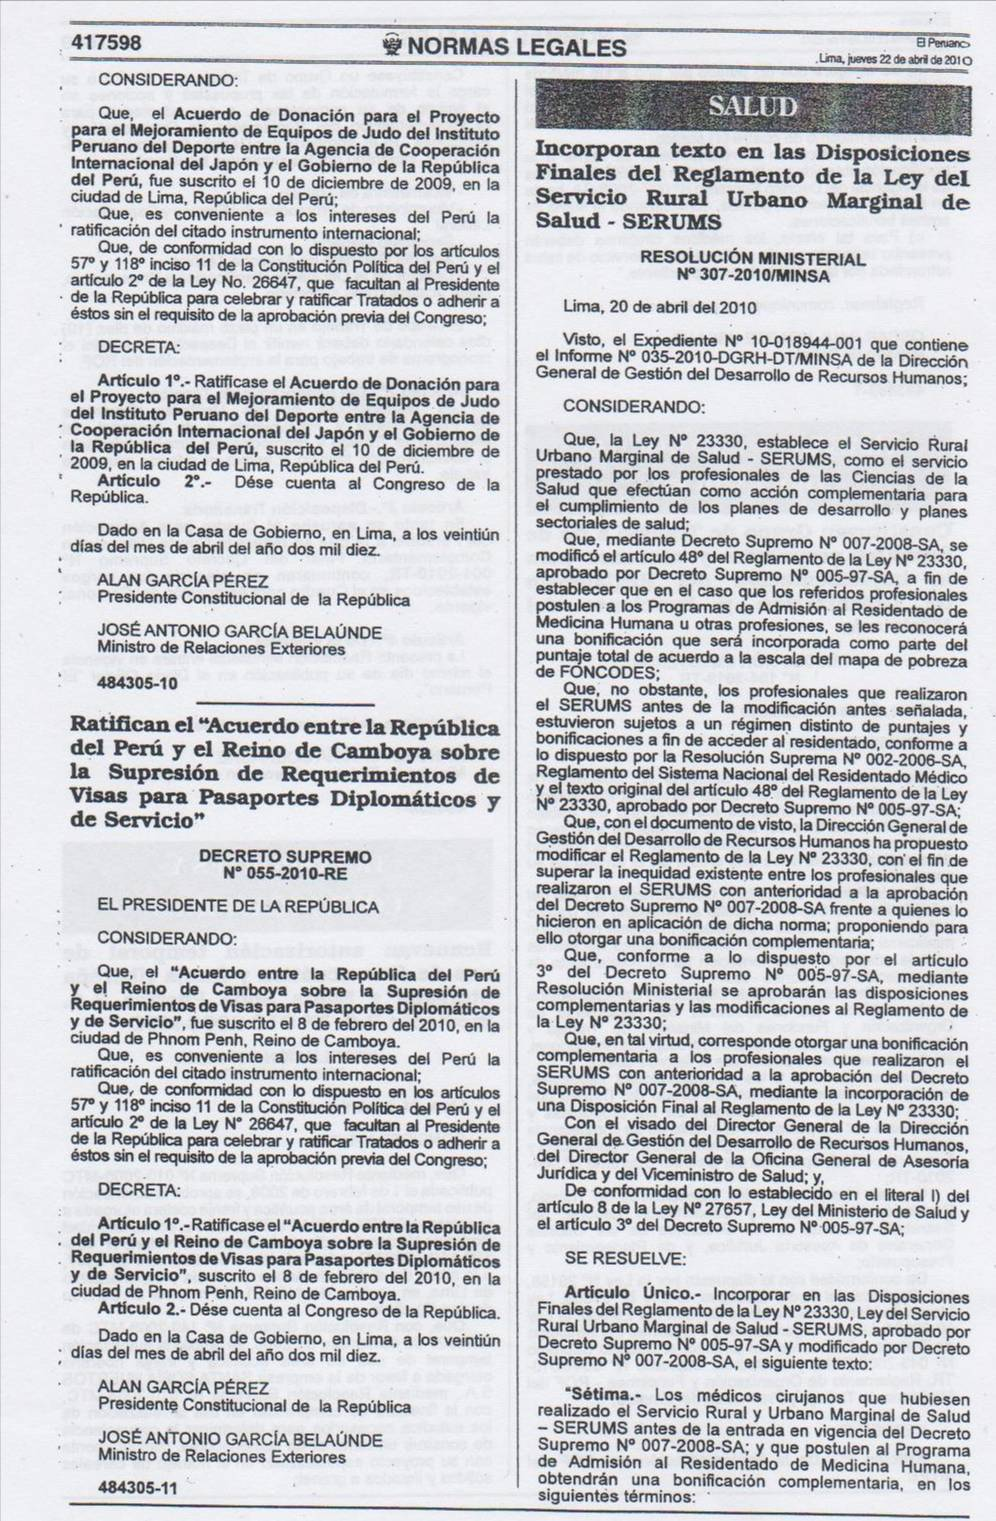 417598
NORMAS LEGALES
El Peruano
Lima, jueves 22 de abril de 2010
CONSIDERANDO:
Que, el Acuerdo de Donación para el Proyecto
para el Mejoramiento de Equipos de Judo del Instituto
Peruano del Deporte entre la Agencia de Cooperación
Internacional del Japón y el Gobierno de la República
del Perú, fue suscrito el 10 de diciembre de 2009, en la
ciudad de Lima, República del Perú;
Que, es conveniente a los intereses del Perú la
ratificación del citado instrumento internacional;
Que, de conformidad con lo dispuesto por los artículos
57º y 118º inciso 11 de la Constitución Política del Perú y el
artículo 2º de la Ley No. 26647, que facultan al Presidente
de la República para celebrar y ratificar Tratados o adherir a
éstos sin el requisito de la aprobación previa del Congreso;
DECRETA:
Artículo 1º.- Ratifícase el Acuerdo de Donación para
el Proyecto para el Mejoramiento de Equipos de Judo
del Instituto Peruano del Deporte entre la Agencia de
Cooperación Internacional del Japón y el Gobierno de
la República del Perú, suscrito el 10 de diciembre de
2009, en la ciudad de Lima, República del Perú.
Artículo 2º.- Dése cuenta al Congreso de la
República.
Dado en la Casa de Gobierno, en Lima, a los veintiún
días del mes de abril del año dos mil diez.
ALAN GARCÍA PÉREZ
Presidente Constitucional de la República
JOSÉ ANTONIO GARCÍA BELAÚNDE
Ministro de Relaciones Exteriores
484305-10
Ratifican el “Acuerdo entre la República
del Perú y el Reino de Camboya sobre
la Supresión de Requerimientos de
Visas para Pasaportes Diplomáticos y
de Servicio”
DECRETO SUPREMO
Nº 055-2010-RE
EL PRESIDENTE DE LA REPÚBLICA
CONSIDERANDO:
Que, el “Acuerdo entre la República del Perú
y el Reino de Camboya sobre la Supresión de
Requerimientos de Visas para Pasaportes Diplomáticos
y de Servicio”, fue suscrito el 8 de febrero del 2010, en la
ciudad de Phnom Penh, Reino de Camboya.
Que, es conveniente a los intereses del Perú la
ratificación del citado instrumento internacional;
Que, de conformidad con lo dispuesto en los artículos
57º y 118º inciso 11 de la Constitución Política del Perú y el
artículo 2º de la Ley N° 26647, que facultan al Presidente
de la República para celebrar y ratificar Tratados o adherir a
éstos sin el requisito de la aprobación previa del Congreso;
DECRETA:
Artículo 1º.- Ratifícase el “Acuerdo entre la República
del Perú y el Reino de Camboya sobre la Supresión de
Requerimientos de Visas para Pasaportes Diplomáticos
y de Servicio”, suscrito el 8 de febrero del 2010, en la
ciudad de Phnom Penh, Reino de Camboya.
Artículo 2.- Dése cuenta al Congreso de la República.
Dado en la Casa de Gobierno, en Lima, a los veintiún
días del mes de abril del año dos mil diez.
ALAN GARCÍA PÉREZ
Presidente Constitucional de la República
JOSÉ ANTONIO GARCÍA BELAÚNDE
Ministro de Relaciones Exteriores
484305-11
SALUD
Incorporan texto en las Disposiciones
Finales del Reglamento de la Ley del
Servicio Rural Urbano Marginal de
Salud - SERUMS
RESOLUCIÓN MINISTERIAL
Nº 307-2010/MINSA
Lima, 20 de abril del 2010
Visto, el Expediente Nº 10-018944-001 que contiene
el Informe Nº 035-2010-DGRH-DT/MINSA de la Dirección
General de Gestión del Desarrollo de Recursos Humanos;
CONSIDERANDO:
Que, la Ley Nº 23330, establece el Servicio Rural
Urbano Marginal de Salud - SERUMS, como el servicio
prestado por los profesionales de las Ciencias de la
Salud que efectúan como acción complementaria para
el cumplimiento de los planes de desarrollo y planes
sectoriales de salud;
Que, mediante Decreto Supremo Nº 007-2008-SA, se
modificó el artículo 48º del Reglamento de la Ley Nº 23330,
aprobado por Decreto Supremo Nº 005-97-SA, a fin de
establecer que en el caso que los referidos profesionales
postulen a los Programas de Admisión al Residentado de
Medicina Humana u otras profesiones, se les reconocerá
una bonificación que será incorporada como parte del
puntaje total de acuerdo a la escala del mapa de pobreza
de FONCODES;
Que, no obstante, los profesionales que realizaron
el SERUMS antes de la modificación antes señalada,
estuvieron sujetos a un régimen distinto de puntajes y
bonificaciones a fin de acceder al residentado, conforme a
lo dispuesto por la Resolución Suprema Nº 002-2006-SA,
Reglamento del Sistema Nacional del Residentado Médico
y el texto original del artículo 48º del Reglamento de la Ley
Nº 23330, aprobado por Decreto Supremo Nº 005-97-SA;
Que, con el documento de visto, la Dirección General de
Gestión del Desarrollo de Recursos Humanos ha propuesto
modificar el Reglamento de la Ley Nº 23330, con el fin de
superar la inequidad existente entre los profesionales que
realizaron el SERUMS con anterioridad a la aprobación
del Decreto Supremo Nº 007-2008-SA frente a quienes lo
hicieron en aplicación de dicha norma; proponiendo para
ello otorgar una bonificación complementaria;
Que, conforme a lo dispuesto por el artículo
3º del Decreto Supremo Nº 005-97-SA, mediante
Resolución Ministerial se aprobarán las disposiciones
complementarias y las modificaciones al Reglamento de
la Ley Nº 23330;
Que, en tal virtud, corresponde otorgar una bonificación
complementaria a los profesionales que realizaron el
SERUMS con anterioridad a la aprobación del Decreto
Supremo Nº 007-2008-SA, mediante la incorporación de
una Disposición Final al Reglamento de la Ley Nº 23330;
Con el visado del Director General de la Dirección
General de Gestión del Desarrollo de Recursos Humanos,
del Director General de la Oficina General de Asesoría
Jurídica y del Viceministro de Salud; y,
De conformidad con lo establecido en el literal l) del
artículo 8 de la Ley Nº 27657, Ley del Ministerio de Salud y
el artículo 3º del Decreto Supremo Nº 005-97-SA;
SE RESUELVE:
Artículo Único.- Incorporar en las Disposiciones
Finales del Reglamento de la Ley Nº 23330, Ley del Servicio
Rural Urbano Marginal de Salud - SERUMS, aprobado por
Decreto Supremo Nº 005-97-SA y modificado por Decreto
Supremo Nº 007-2008-SA, el siguiente texto:
“Sétima.- Los médicos cirujanos que hubiesen
realizado el Servicio Rural y Urbano Marginal de Salud
– SERUMS antes de la entrada en vigencia del Decreto
Supremo Nº 007-2008-SA; y que postulen al Programa
de Admisión al Residentado de Medicina Humana,
obtendrán una bonificación complementaria, en los
siguientes términos: